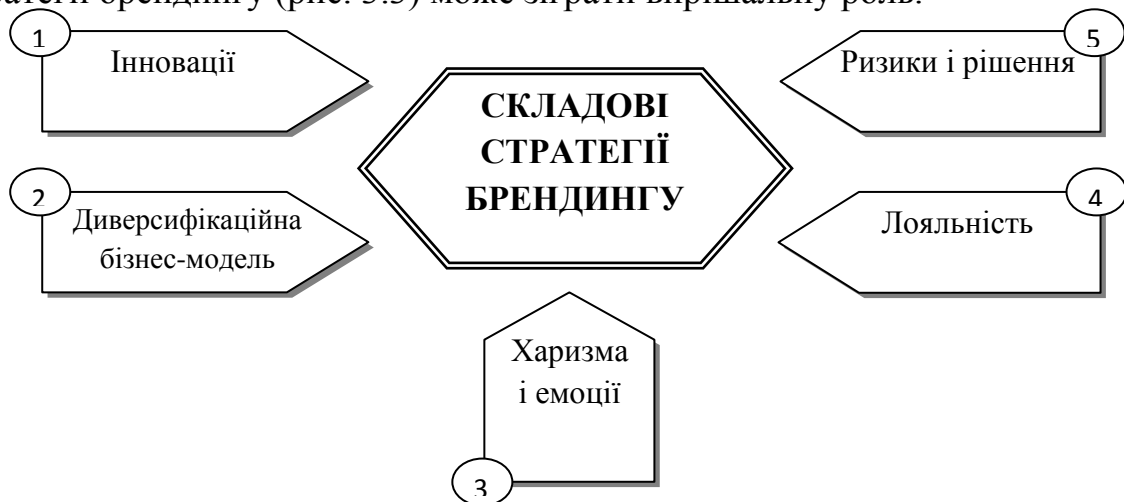 атегії брендингу (рис. 3.3) може зіграти вирішальну роль.
1
Інновації
2
Диверсифікаційна
бізнес-модель
СКЛАДОВІ
СТРАТЕГІЇ
БРЕНДИНГУ
3
Харизма
і емоції
4
Лояльність
5
Ризики і рішення